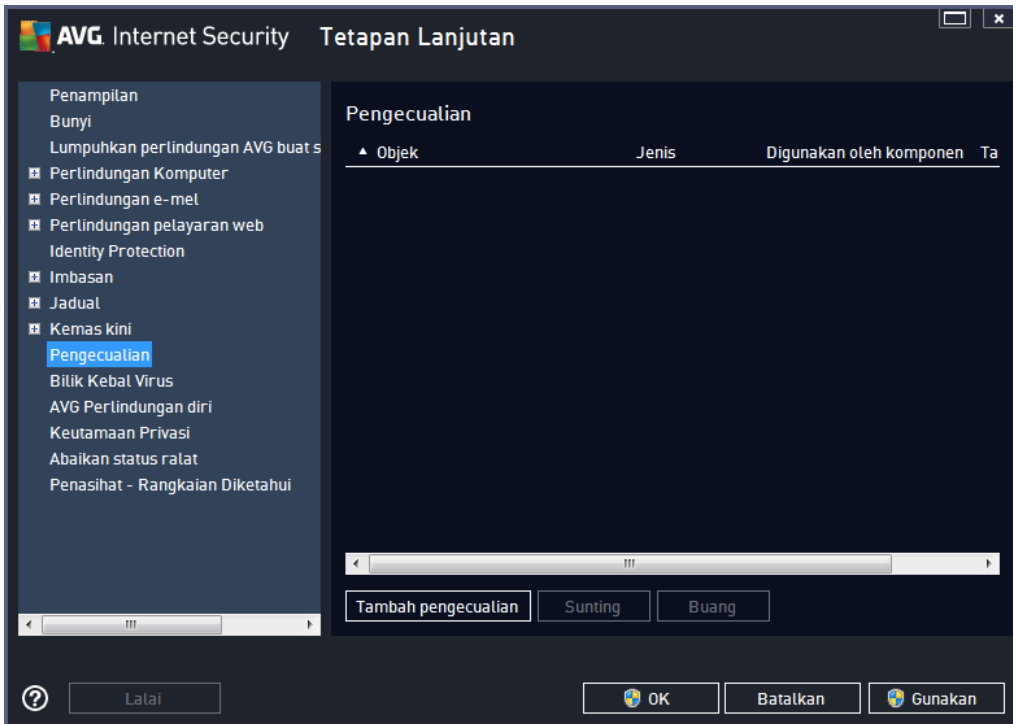 AVG. Internet Security Tetapan Lanjutan
Penampilan
Bunyi
Lumpuhkan perlindungan AVG buat s
Perlindungan Komputer
Perlindungan e-mel
Perlindungan pelayaran web
Identity Protection
Imbasan
Jadual
Kemas kini
Pengecualian
Bilik Kebal Virus
AVG Perlindungan diri
Keutamaan Privasi
Abaikan status ralat
Penasihat - Rangkaian Diketahui
Pengecualian
Objek Jenis Digunakan oleh komponen Ta
Tambah pengecualian Sunting Buang
Lalai OK Batalkan Gunakan